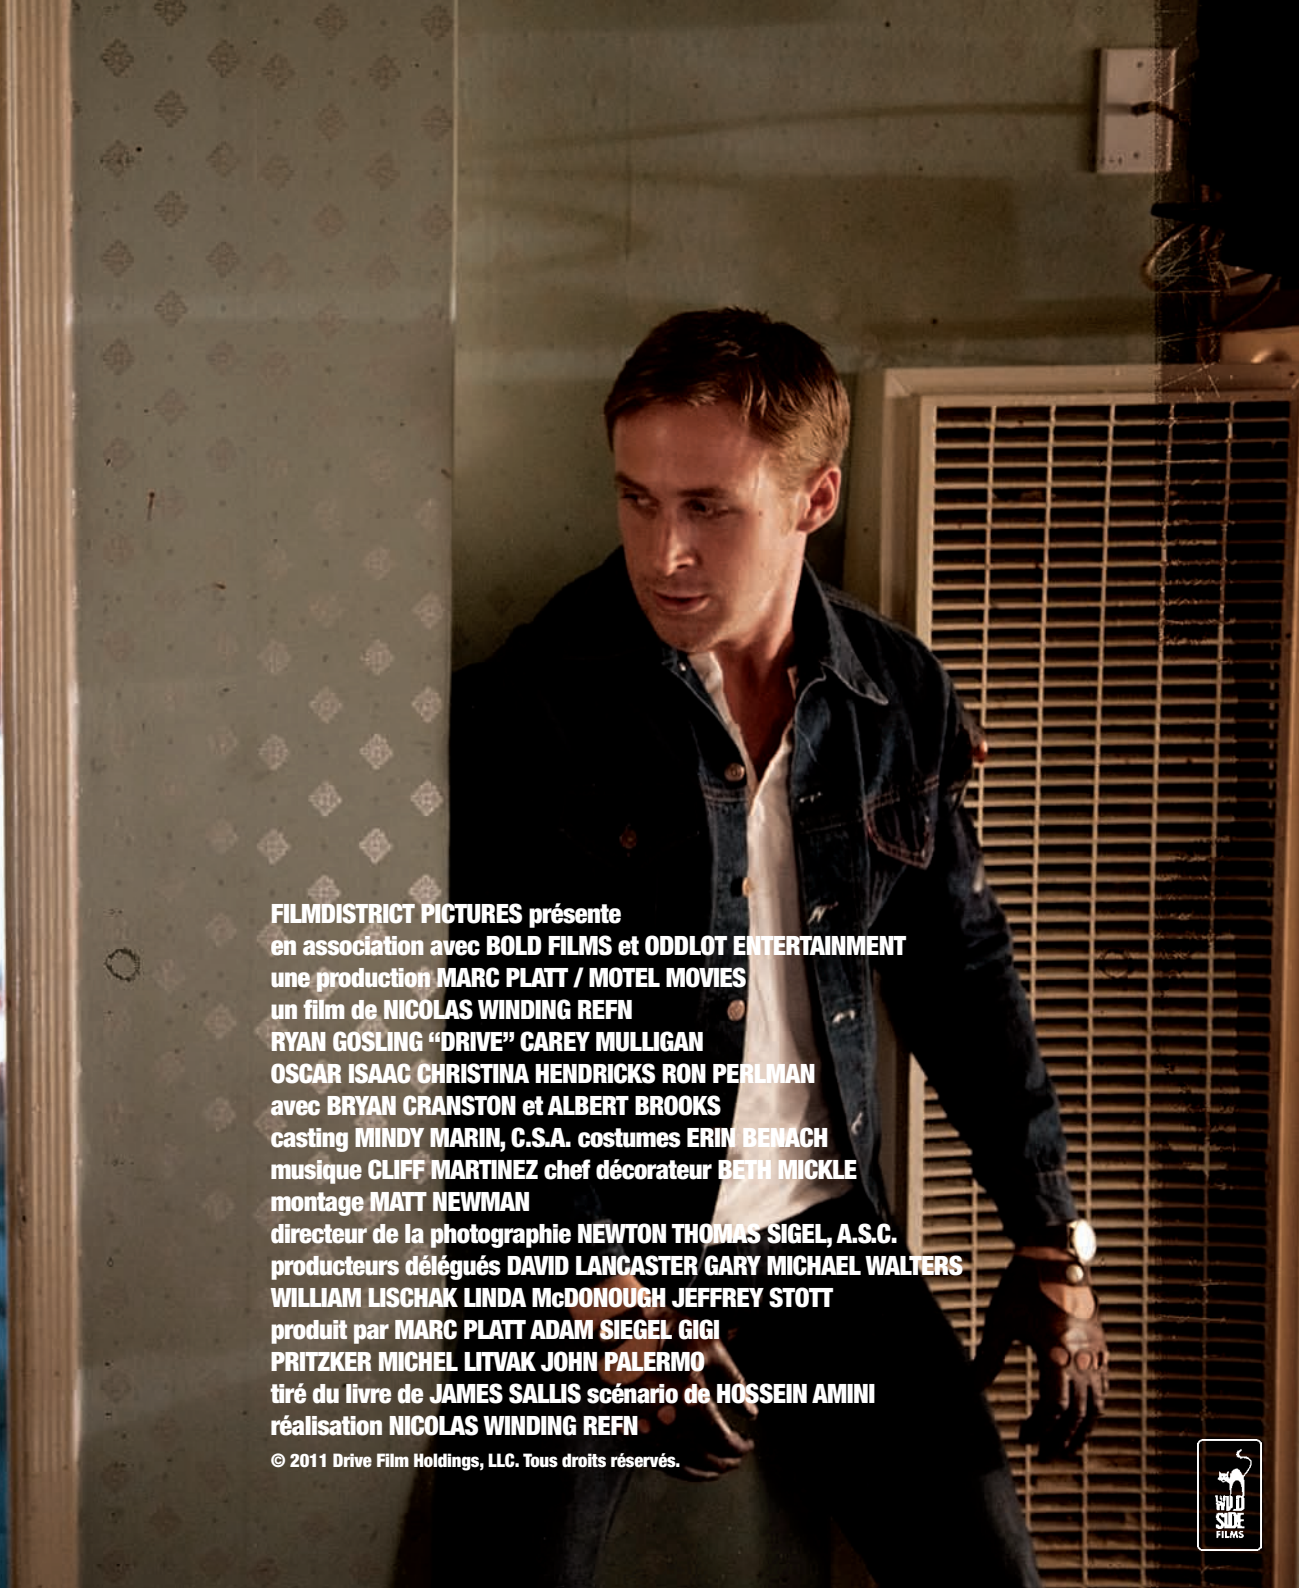 FILMDISTRICT PICTURES présente
en association avec BOLD FILMS et ODDLOT ENTERTAINMENT
une production MARC PLATT / MOTEL MOVIES
un film de NICOLAS WINDING REFN
RYAN GOSLING “DRIVE” CAREY MULLIGAN
OSCAR ISAAC CHRISTINA HENDRICKS RON PERLMAN
avec BRYAN CRANSTON et ALBERT BROOKS
casting MINDY MARIN, C.S.A. costumes ERIN BENACH
musique CLIFF MARTINEZ chef décorateur BETH MICKLE
montage MATT NEWMAN
directeur de la photographie NEWTON THOMAS SIGEL, A.S.C.
producteurs délégués DAVID LANCASTER GARY MICHAEL WALTERS
WILLIAM LISCHAK LINDA McDONOUGH JEFFREY STOTT
produit par MARC PLATT ADAM SIEGEL GIGI
PRITZKER MICHEL LITVAK JOHN PALERMO
tiré du livre de JAMES SALLIS scénario de HOSSEIN AMINI
réalisation NICOLAS WINDING REFN
© 2011 Drive Film Holdings, LLC. Tous droits réservés.
WILD
SIDE
FILMS